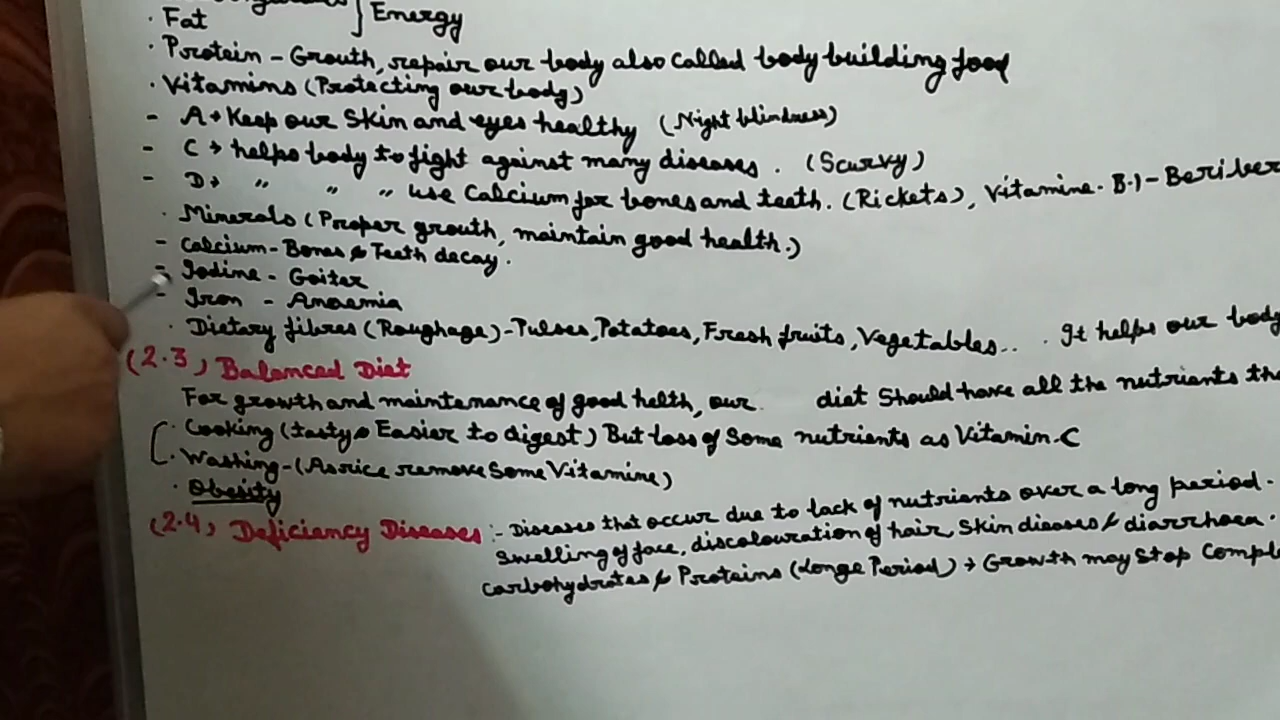 Energy
· Fat
· Protein - Growth, repair our body also called body building food
· Vitamins (Protecting our body)
- A → Keep our Skin and eyes healthy (Night blindness)
- C → helps body to fight against many diseases. (Scurvy)
- D → " " " use Calcium for bones and teeth. (Rickets), Vitamine-B.1 - Beriber
· Minerals (Proper growth, maintain good health.)
- Calcium - Bones & Teeth decay.
- Iodine - Goiter
- Iron - Anaemia
· Dietary fibres (Roughage) - Pulses, Potatoes, Fresh fruits, Vegetables... It helps our body
(2.3) Balanced Diet
For growth and maintenance of good helth, our diet Should have all the nutrients tha
· Cooking (tasty & Easier to digest) But loss of Some nutrients as Vitamin-C
· Washing - (As rice remove Some Vitamine)
· Obesity
(2.4) Deficiency Diseases :- Diseases that occur due to lack of nutrients over a long period.
Swelling of face, discolouration of hair, Skin dieases & diarrhoea.
Carbohydrates & Proteins (Longe Period) → Growth may Stop Comple